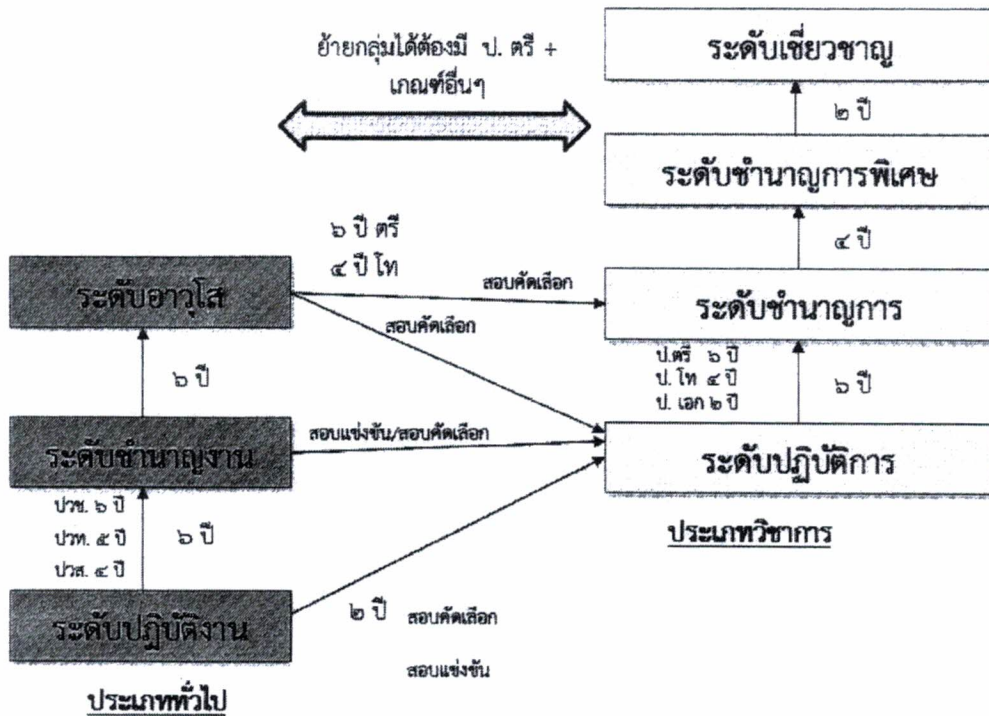 ย้ายกลุ่มได้ต้องมี ป. ตรี +
เกณฑ์อื่นๆ
ระดับเชี่ยวชาญ
๒ ปี
ระดับชำนาญการพิเศษ
๔ ปี
๖ ปี ตรี
๔ ปี โท
ระดับอาวุโส
สอบคัดเลือก
ระดับชำนาญการ
สอบคัดเลือก
๖ ปี
ป.ตรี ๖ ปี
ป. โท ๔ ปี
ป. เอก ๒ ปี
๖ ปี
ระดับชำนาญงาน
สอบแข่งขัน/สอบคัดเลือก
ระดับปฏิบัติการ
ปวช. ๖ ปี
ปวท. ๕ ปี
ปวส. ๔ ปี
๖ ปี
ประเภทวิชาการ
ระดับปฏิบัติงาน
๒ ปี สอบคัดเลือก
สอบแข่งขัน
ประเภททั่วไป